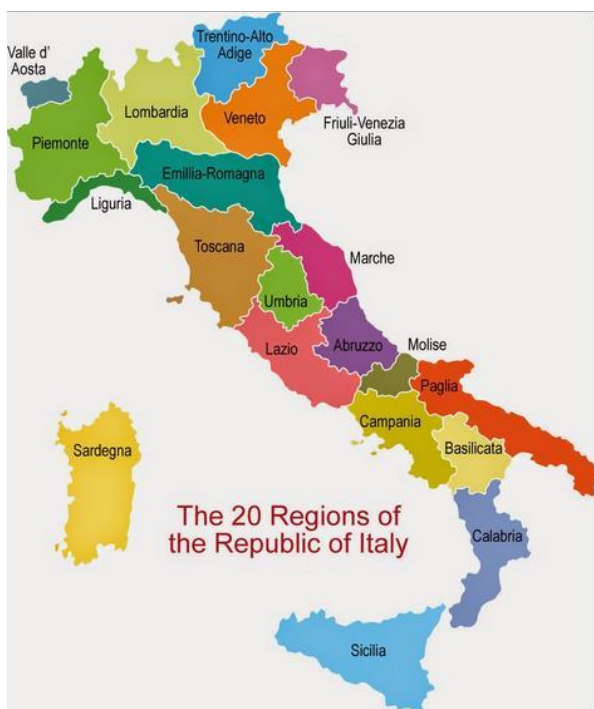 Trentino-Alto
Adige
Valle d'
Aosta
Lombardia
Veneto
Friuli-Venezia
Giulia
Piemonte
Emillia-Romagna
Liguria
Toscana
Marche
Umbria
Lazio
Abruzzo
Molise
Paglia
Campania
Basilicata
Sardegna
The 20 Regions of
the Republic of Italy
Calabria
Sicilia